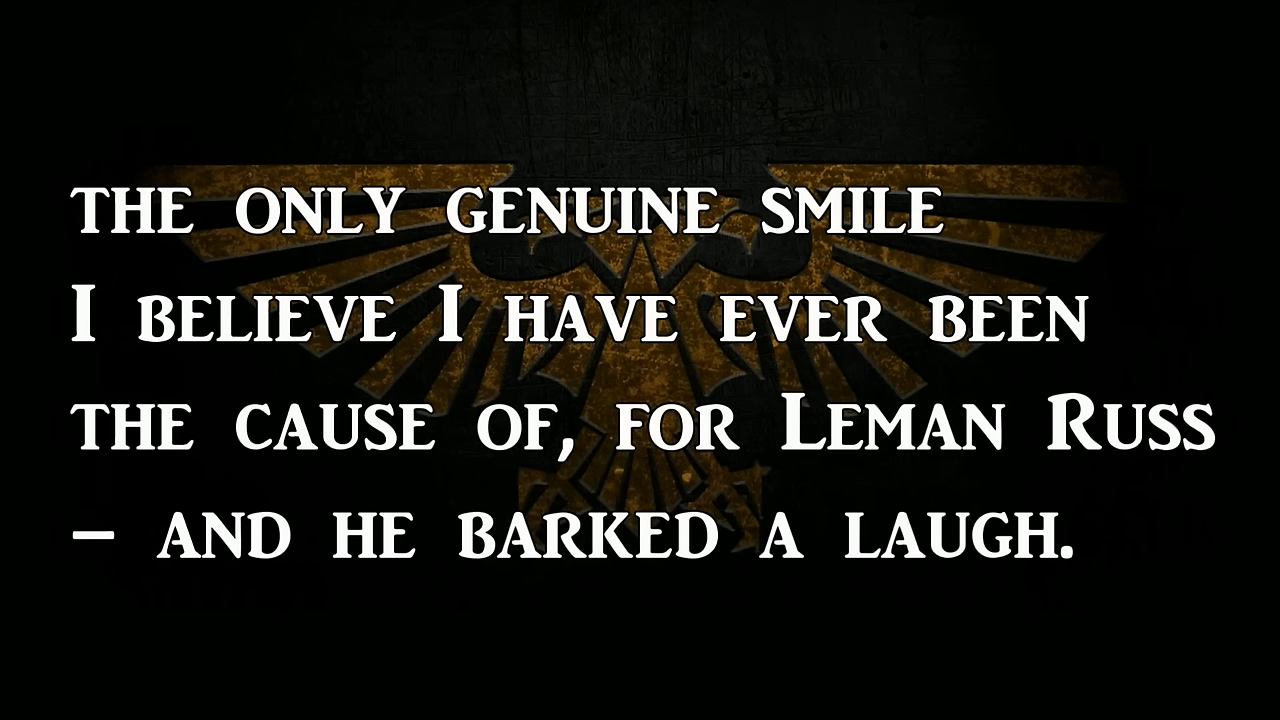 the only genuine smile
I believe I have ever been
the cause of, for Leman Russ
– and he barked a laugh.